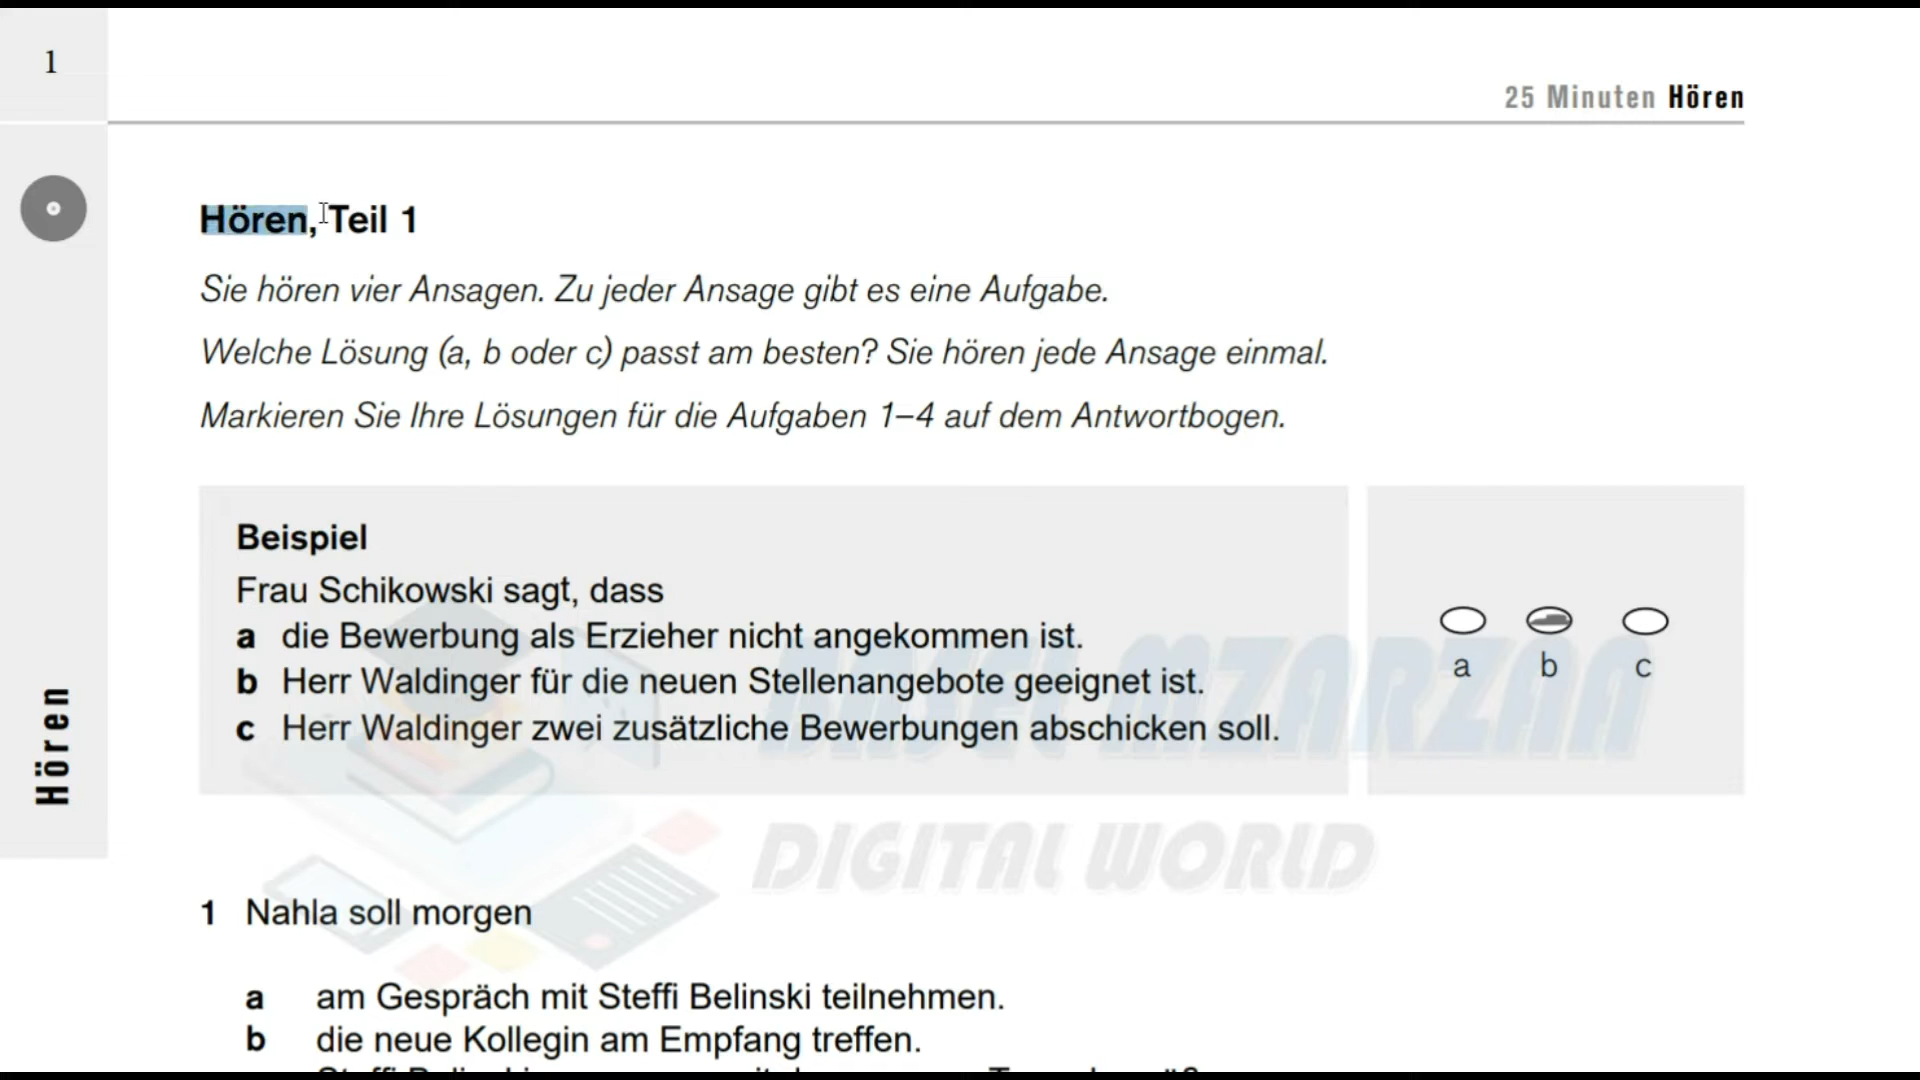 1
25 Minuten Hören
Hören, Teil 1
Sie hören vier Ansagen. Zu jeder Ansage gibt es eine Aufgabe.
Welche Lösung (a, b oder c) passt am besten? Sie hören jede Ansage einmal.
Markieren Sie Ihre Lösungen für die Aufgaben 1–4 auf dem Antwortbogen.
Beispiel
Frau Schikowski sagt, dass
a die Bewerbung als Erzieher nicht angekommen ist.
b Herr Waldinger für die neuen Stellenangebote geeignet ist.
c Herr Waldinger zwei zusätzliche Bewerbungen abschicken soll.
a b c
Hören
BASEL MZARZAA
DIGITAL WORLD
1 Nahla soll morgen
a am Gespräch mit Steffi Belinski teilnehmen.
b die neue Kollegin am Empfang treffen.